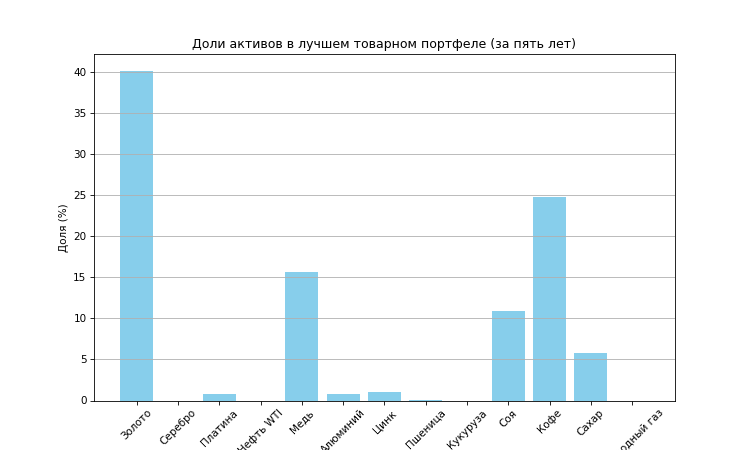 Доли активов в лучшем товарном портфеле (за пять лет)
Доля (%)
40
35
30
25
20
15
10
5
0
Золото
Серебро
Платина
Нефть WTI
Медь
Алюминий
Цинк
Пшеница
Кукуруза
Соя
Кофе
Сахар
газ